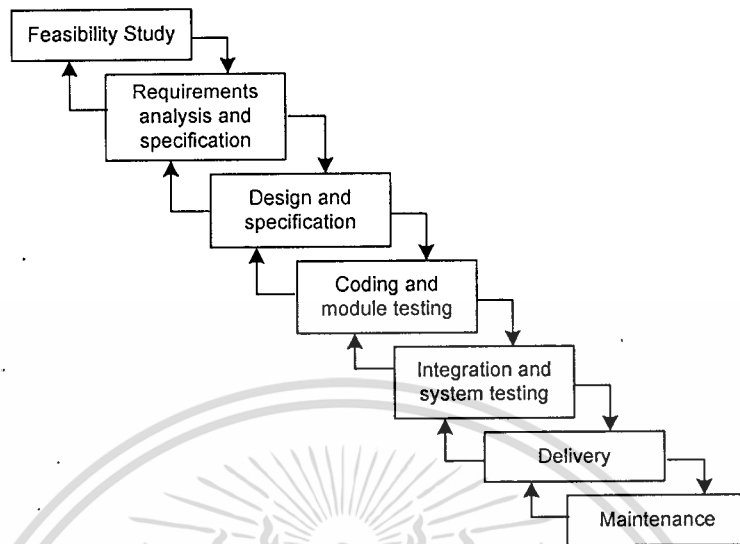 Feasibility Study
Requirements
analysis and
specification
Design and
specification
Coding and
module testing
Integration and
system testing
Delivery
Maintenance